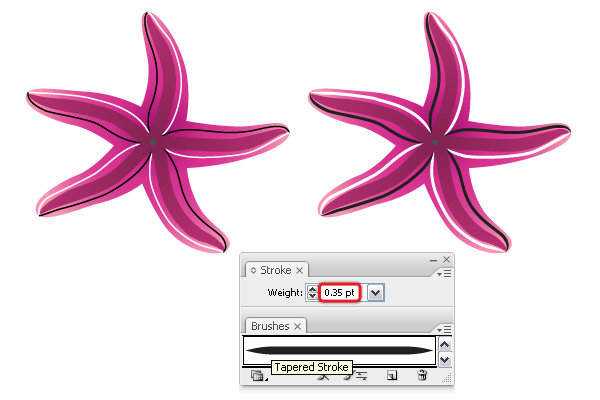 Stroke
Weight: 0.35 pt
Brushes
Tapered Stroke